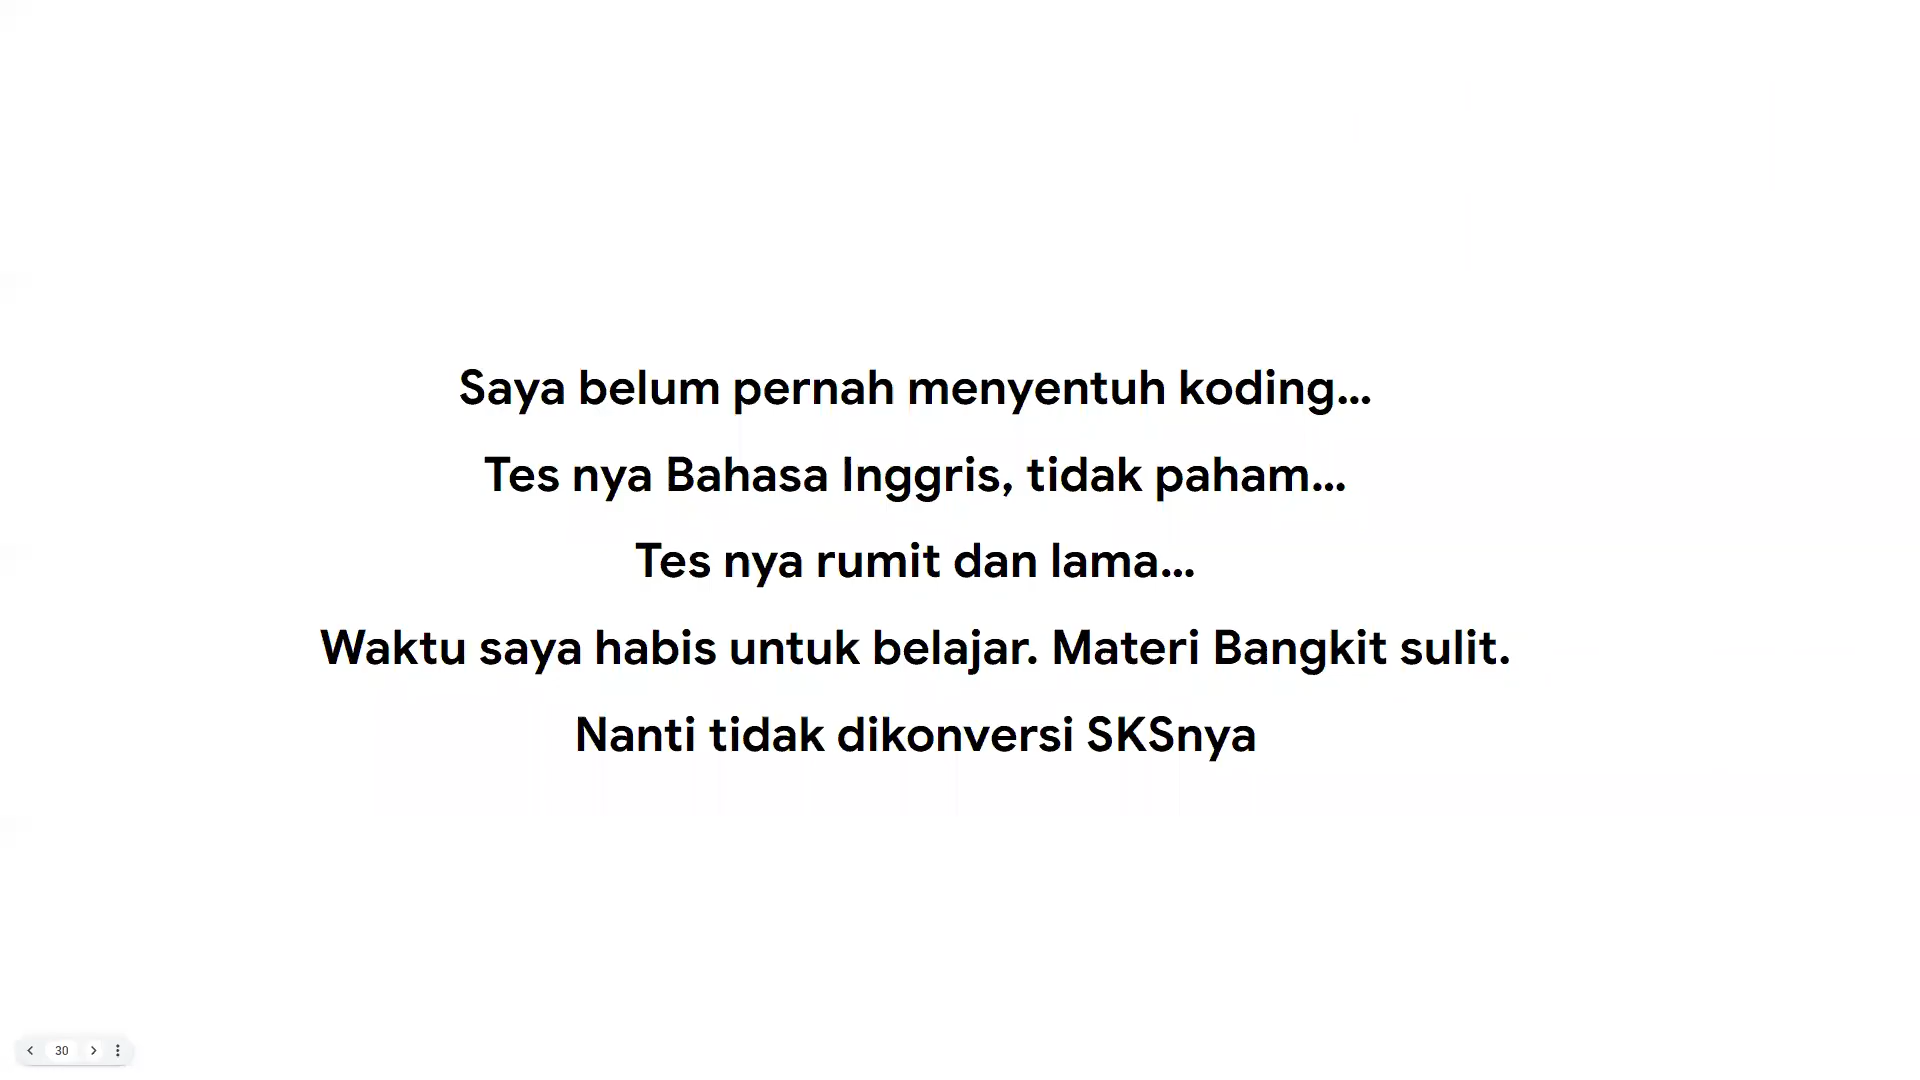 Saya belum pernah menyentuh koding...
Tes nya Bahasa Inggris, tidak paham...
Tes nya rumit dan lama...
Waktu saya habis untuk belajar. Materi Bangkit sulit.
Nanti tidak dikonversi SKSnya
30